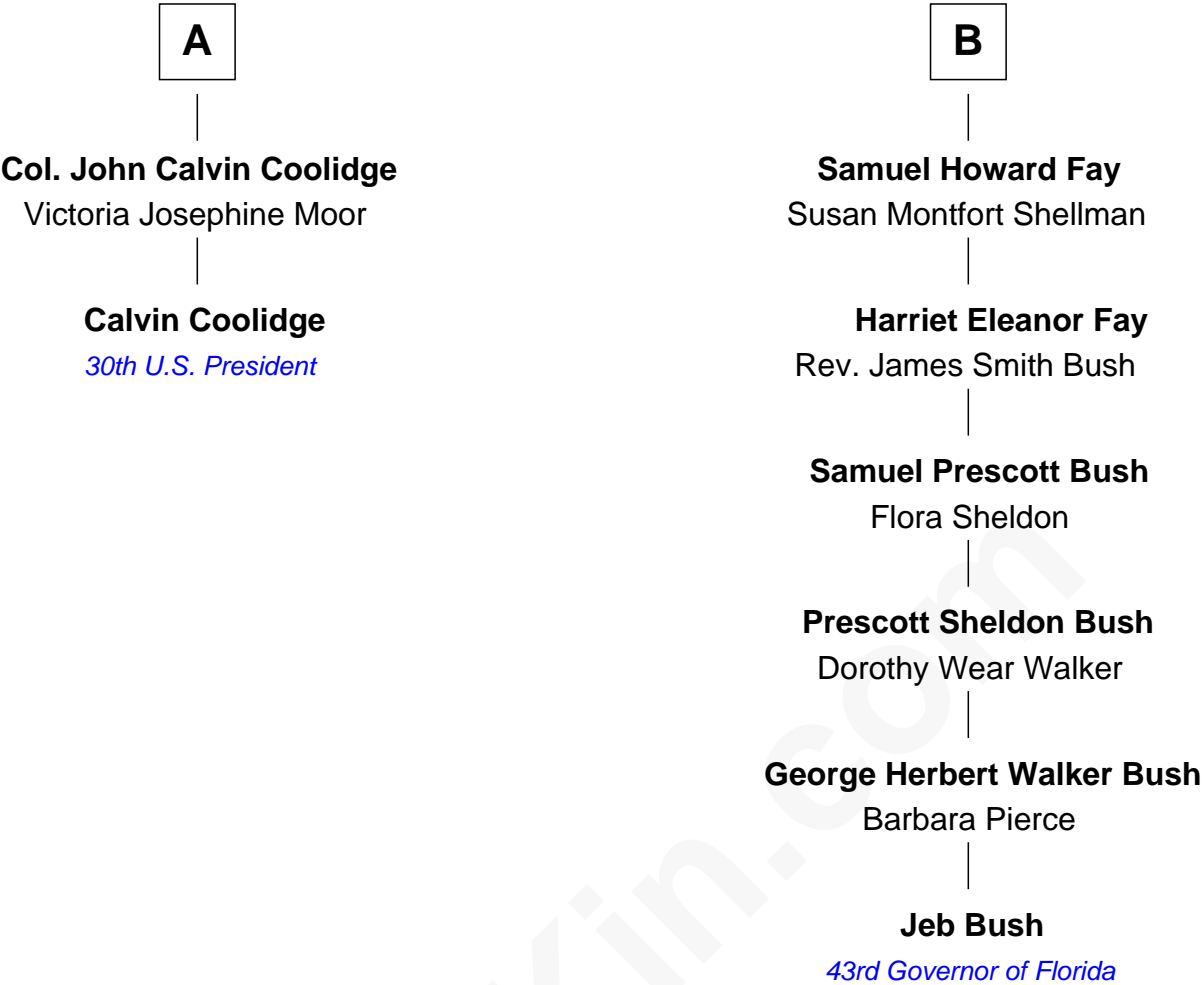 A
Col. John Calvin Coolidge
Victoria Josephine Moor
Calvin Coolidge
30th U.S. President
B
Samuel Howard Fay
Susan Montfort Shellman
Harriet Eleanor Fay
Rev. James Smith Bush
Samuel Prescott Bush
Flora Sheldon
Prescott Sheldon Bush
Dorothy Wear Walker
George Herbert Walker Bush
Barbara Pierce
Jeb Bush
43rd Governor of Florida